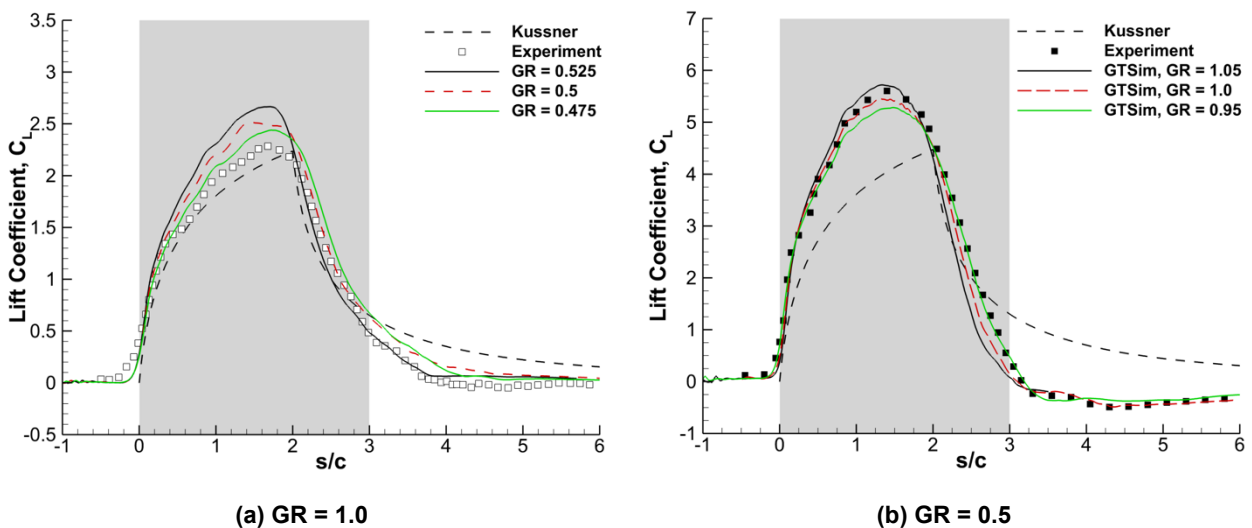 3.5
3
2.5
2
1.5
1
0.5
0
-0.5
Lift Coefficient, C_L
-1 0 1 2 3 4 5 6
s/c
Kussner
Experiment
GR = 0.525
GR = 0.5
GR = 0.475
(a) GR = 1.0
7
6
5
4
3
2
1
0
-1
Lift Coefficient, C_L
-1 0 1 2 3 4 5 6
s/c
Kussner
Experiment
GTSim, GR = 1.05
GTSim, GR = 1.0
GTSim, GR = 0.95
(b) GR = 0.5